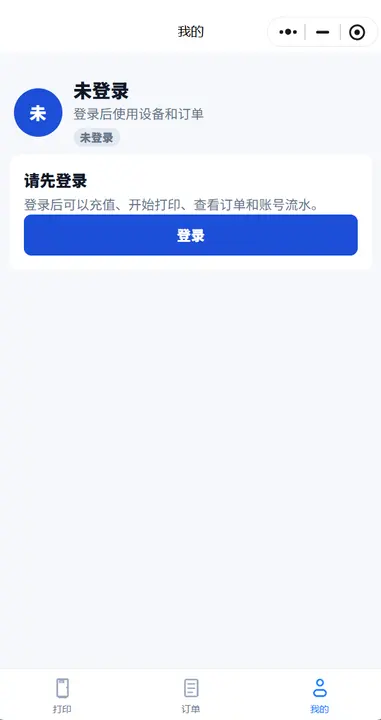 我的
未
未登录
登录后使用设备和订单
未登录
请先登录
登录后可以充值、开始打印、查看订单和账号流水。
登录
打印
订单
我的